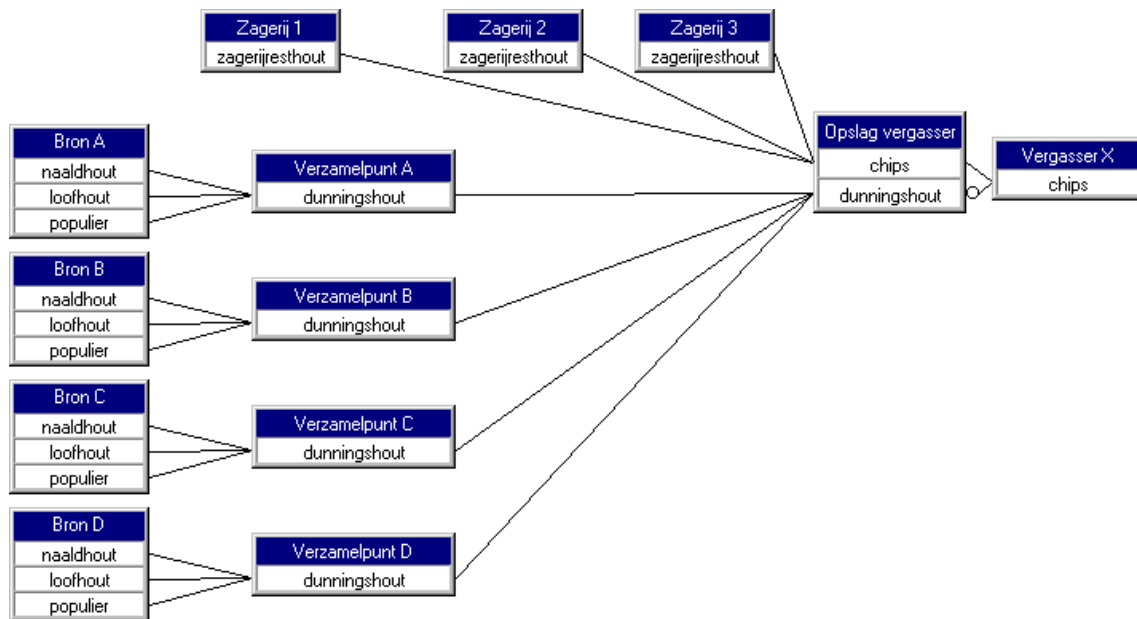 Zagerij 1
zagerijresthout
Zagerij 2
zagerijresthout
Zagerij 3
zagerijresthout
Bron A
naaldhout
loofhout
populier
Verzamelpunt A
dunningshout
Opslag vergasser
chips
dunningshout
Vergasser X
chips
Bron B
naaldhout
loofhout
populier
Verzamelpunt B
dunningshout
Bron C
naaldhout
loofhout
populier
Verzamelpunt C
dunningshout
Bron D
naaldhout
loofhout
populier
Verzamelpunt D
dunningshout